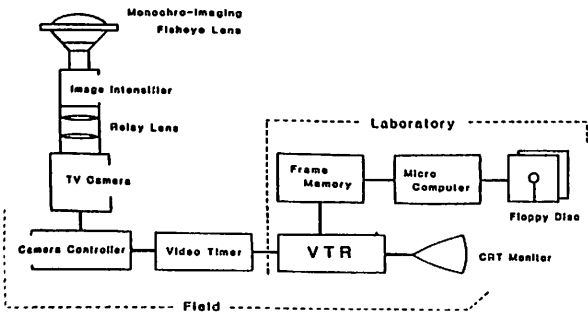 Monochro-Imaging
Fisheye Lens
Image Intensifier
Relay Lens
Laboratory
TV Camera
Frame
Memory
Micro
Computer
Floppy Disc
Camera Controller
Video Timer
VTR
CRT Monitor
Field